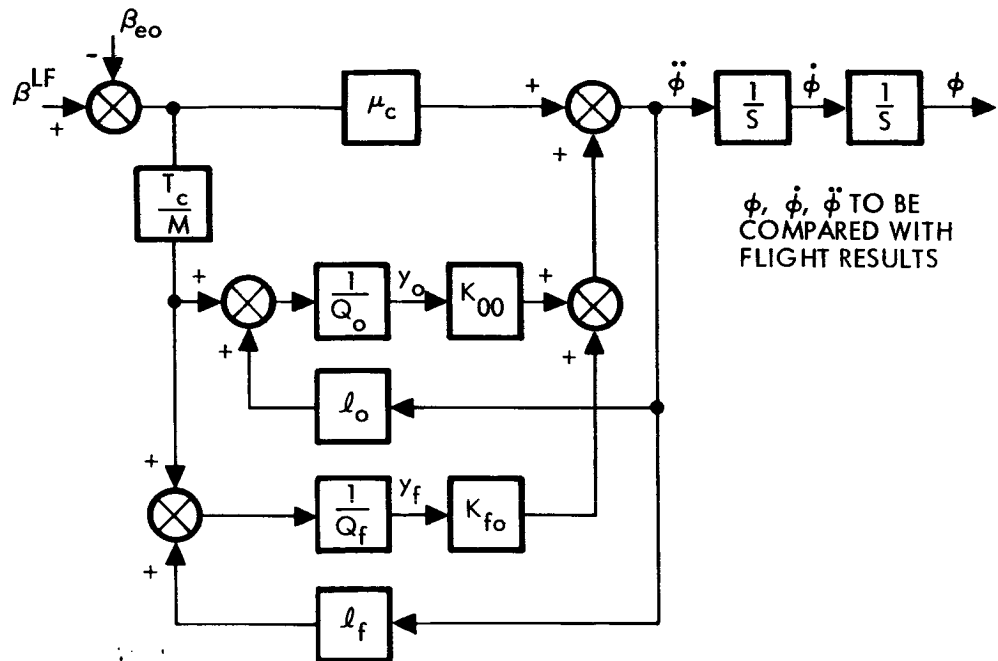 β_eo
-
β^LF
+
μ_c
+
+
φ̈
1/S
φ̇
1/S
φ
T_c/M
φ, φ̇, φ̈ TO BE
COMPARED WITH
FLIGHT RESULTS
+
+
1/Q_o
y_o
K_00
+
+
ℓ_o
+
+
1/Q_f
y_f
K_fo
ℓ_f